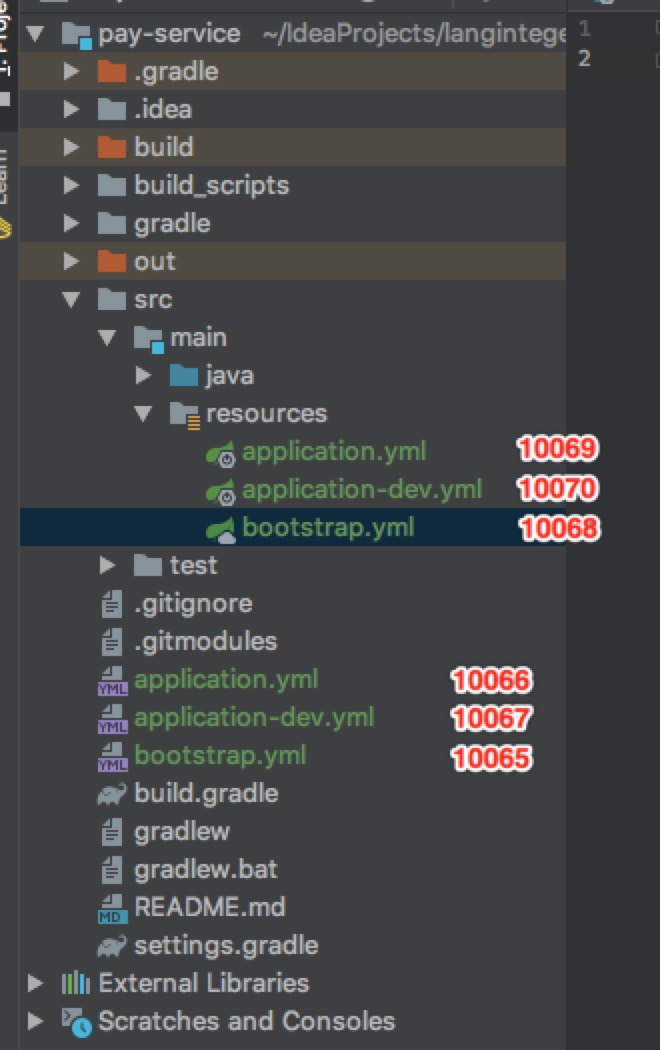 1: Proje
pay-service ~/IdeaProjects/langintege 1
.gradle 2
.idea
build
Learn
build_scripts
gradle
out
src
main
java
resources
application.yml 10069
application-dev.yml 10070
bootstrap.yml 10068
test
.gitignore
.gitmodules
YML application.yml 10066
YML application-dev.yml 10067
YML bootstrap.yml 10065
build.gradle
gradlew
gradlew.bat
MD README.md
settings.gradle
External Libraries
Scratches and Consoles